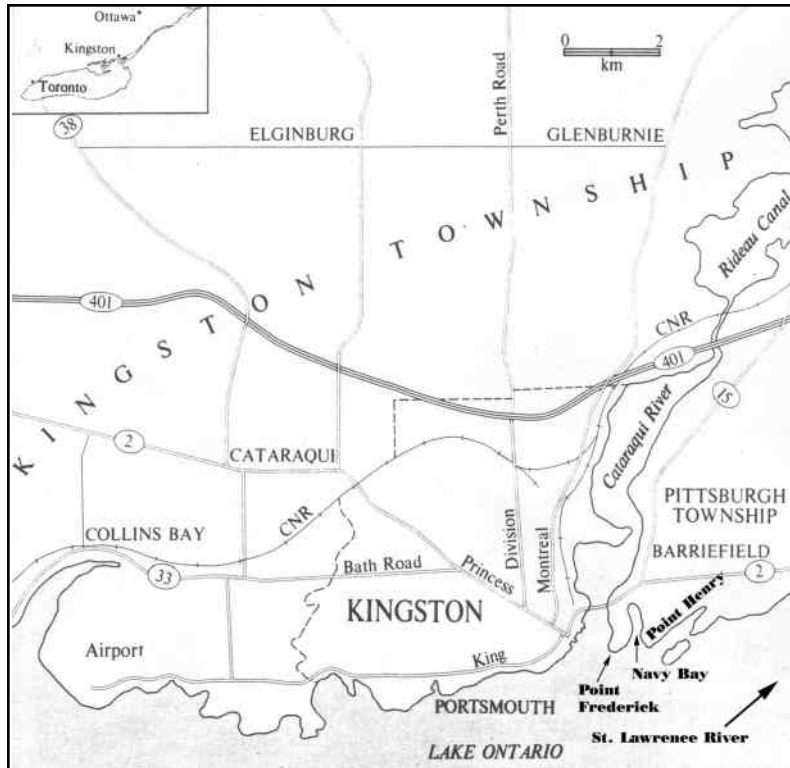 Ottawa
Kingston
Toronto
0 2
km
38
ELGINBURG
Perth Road
GLENBURNIE
KINGSTON TOWNSHIP
Rideau Canal
401
CNR
401
15
2
CATARAQUI
Cataraqui River
PITTSBURGH
TOWNSHIP
COLLINS BAY
CNR
33
Bath Road
Princess
Division
Montreal
BARRIEFIELD
2
KINGSTON
Point Henry
Airport
King
Navy Bay
PORTSMOUTH
Point
Frederick
St. Lawrence River
LAKE ONTARIO